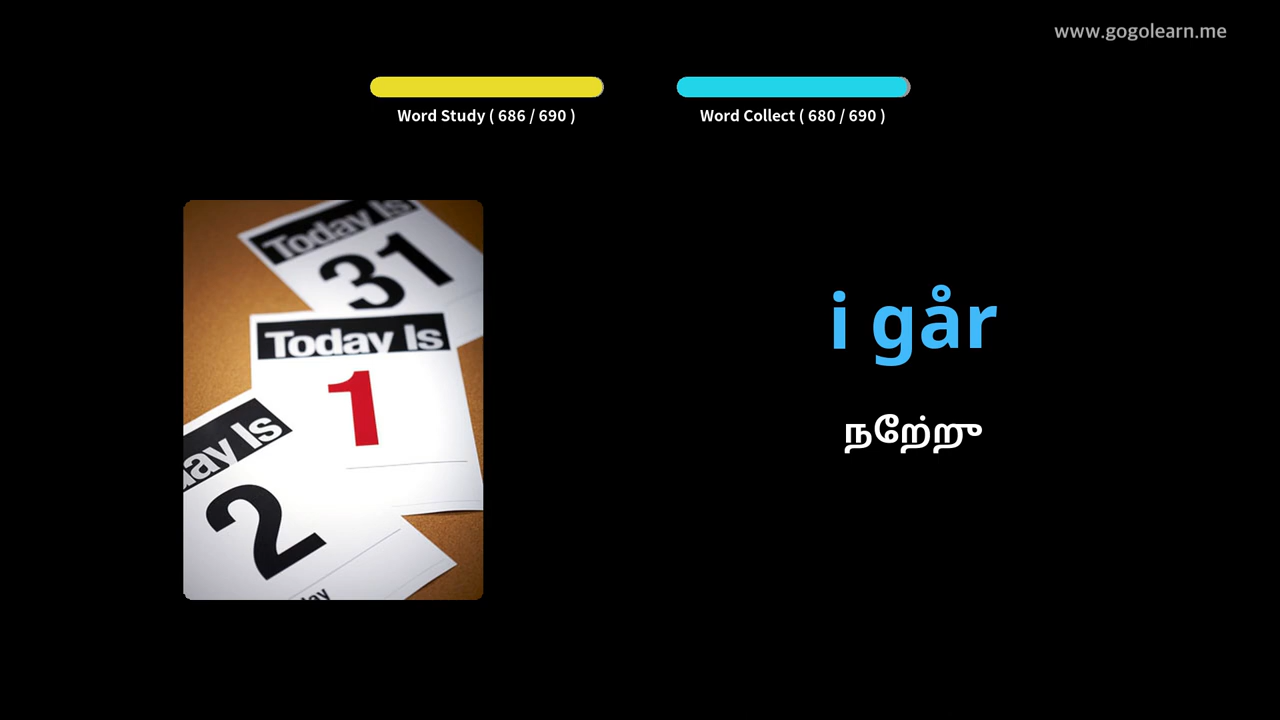 www.gogolearn.me
Word Study ( 686 / 690 )
Word Collect ( 680 / 690 )
Today Is
31
Today Is
1
ay Is
2
ay
i går
நேற்று